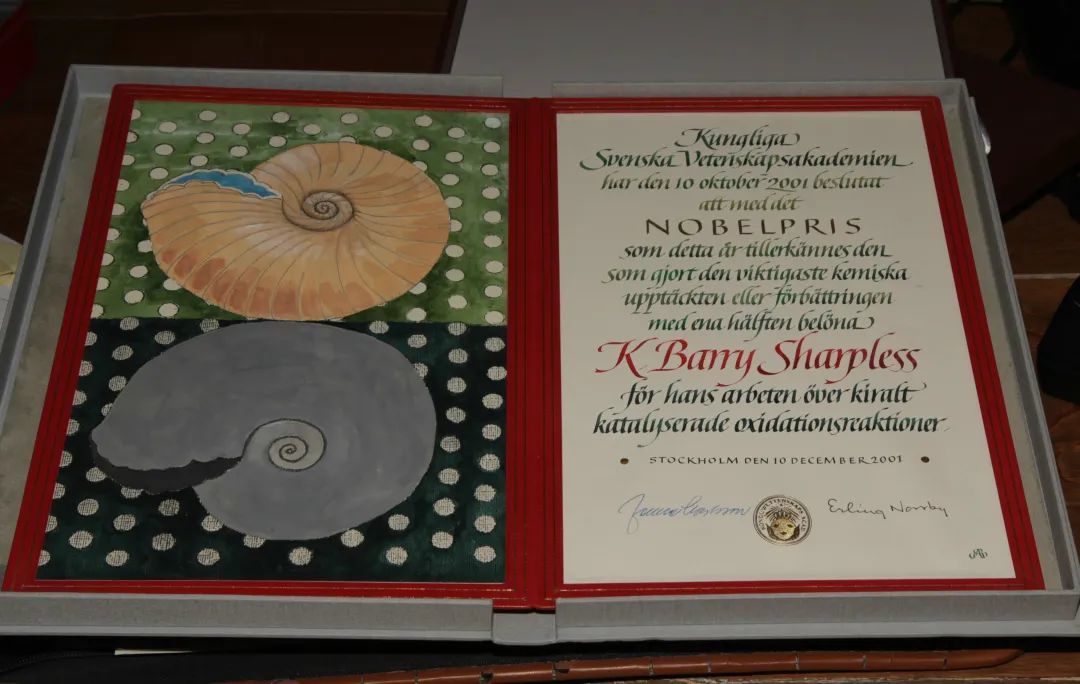 Kungliga
Svenska Vetenskapsakademien
har den 10 oktober 2001 beslutat
att med det
NOBELPRIS
som detta år tillerkännes den
som gjort den viktigaste kemiska
upptäckten eller förbättringen
med ena hälften belöna
K Barry Sharpless
för hans arbeten över kiralt
katalyserade oxidationsreaktioner
STOCKHOLM DEN 10 DECEMBER 2001
Erling Norrby